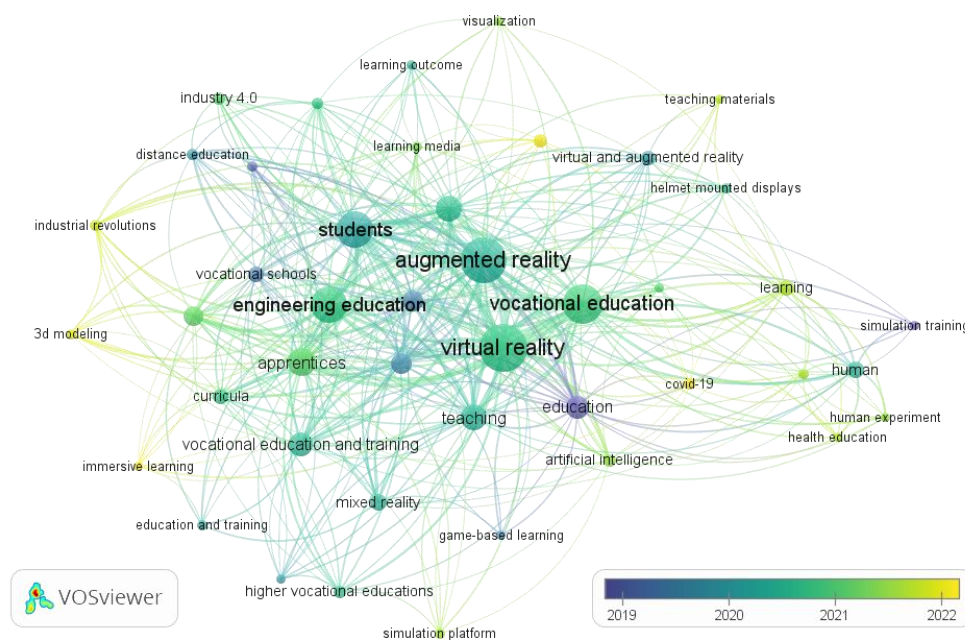 visualization
learning outcome
industry 4.0
teaching materials
learning media
distance education
virtual and augmented reality
helmet mounted displays
industrial revolutions
students
augmented reality
vocational schools
learning
engineering education
vocational education
simulation training
3d modeling
virtual reality
apprentices
human
covid-19
curricula
education
teaching
human experiment
health education
vocational education and training
artificial intelligence
immersive learning
mixed reality
education and training
game-based learning
higher vocational educations
simulation platform
VOSviewer
2019 2020 2021 2022